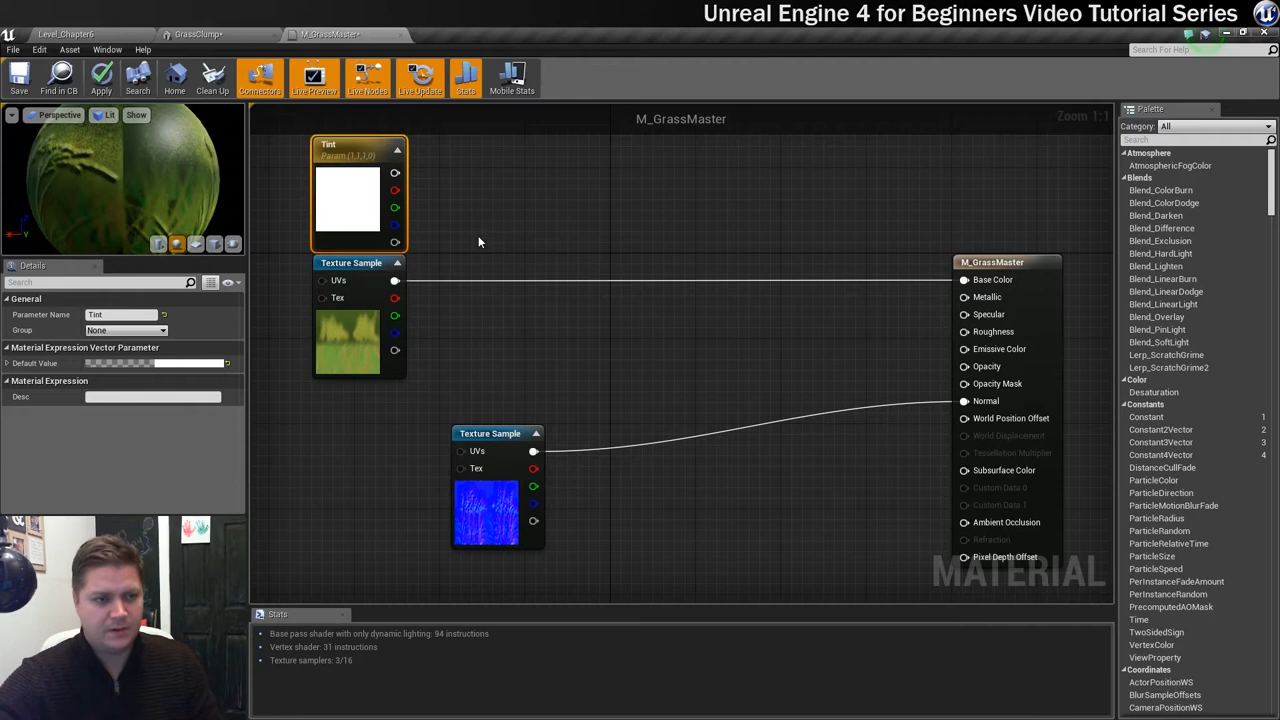 Unreal Engine 4 for Beginners Video Tutorial Series
Level_Chapter6
GrassClump*
M_GrassMaster*
File Edit Asset Window Help
Search For Help
Save
Find in CB
Apply
Search
Home
Clean Up
Connectors
Live Preview
Live Nodes
Live Update
Stats
Mobile Stats
Perspective
Lit
Show
M_GrassMaster
Zoom 1:1
Tint
Param (1,1,1,0)
Texture Sample
UVs
Tex
Texture Sample
UVs
Tex
M_GrassMaster
Base Color
Metallic
Specular
Roughness
Emissive Color
Opacity
Opacity Mask
Normal
World Position Offset
World Displacement
Tessellation Multiplier
Subsurface Color
Custom Data 0
Custom Data 1
Ambient Occlusion
Refraction
Pixel Depth Offset
MATERIAL
Details
Search
General
Parameter Name Tint
Group None
Material Expression Vector Parameter
Default Value
Material Expression
Desc
Stats
Base pass shader with only dynamic lighting: 94 instructions
Vertex shader: 31 instructions
Texture samplers: 3/16
Palette
Category: All
Search
Atmosphere
AtmosphericFogColor
Blends
Blend_ColorBurn
Blend_ColorDodge
Blend_Darken
Blend_Difference
Blend_Exclusion
Blend_HardLight
Blend_Lighten
Blend_LinearBurn
Blend_LinearDodge
Blend_LinearLight
Blend_Overlay
Blend_PinLight
Blend_SoftLight
Lerp_ScratchGrime
Lerp_ScratchGrime2
Color
Desaturation
Constants
Constant 1
Constant2Vector 2
Constant3Vector 3
Constant4Vector 4
DistanceCullFade
ParticleColor
ParticleDirection
ParticleMotionBlurFade
ParticleRadius
ParticleRandom
ParticleRelativeTime
ParticleSize
ParticleSpeed
PerInstanceFadeAmount
PerInstanceRandom
PrecomputedAOMask
Time
TwoSidedSign
VertexColor
ViewProperty
Coordinates
ActorPositionWS
BlurSampleOffsets
CameraPositionWS